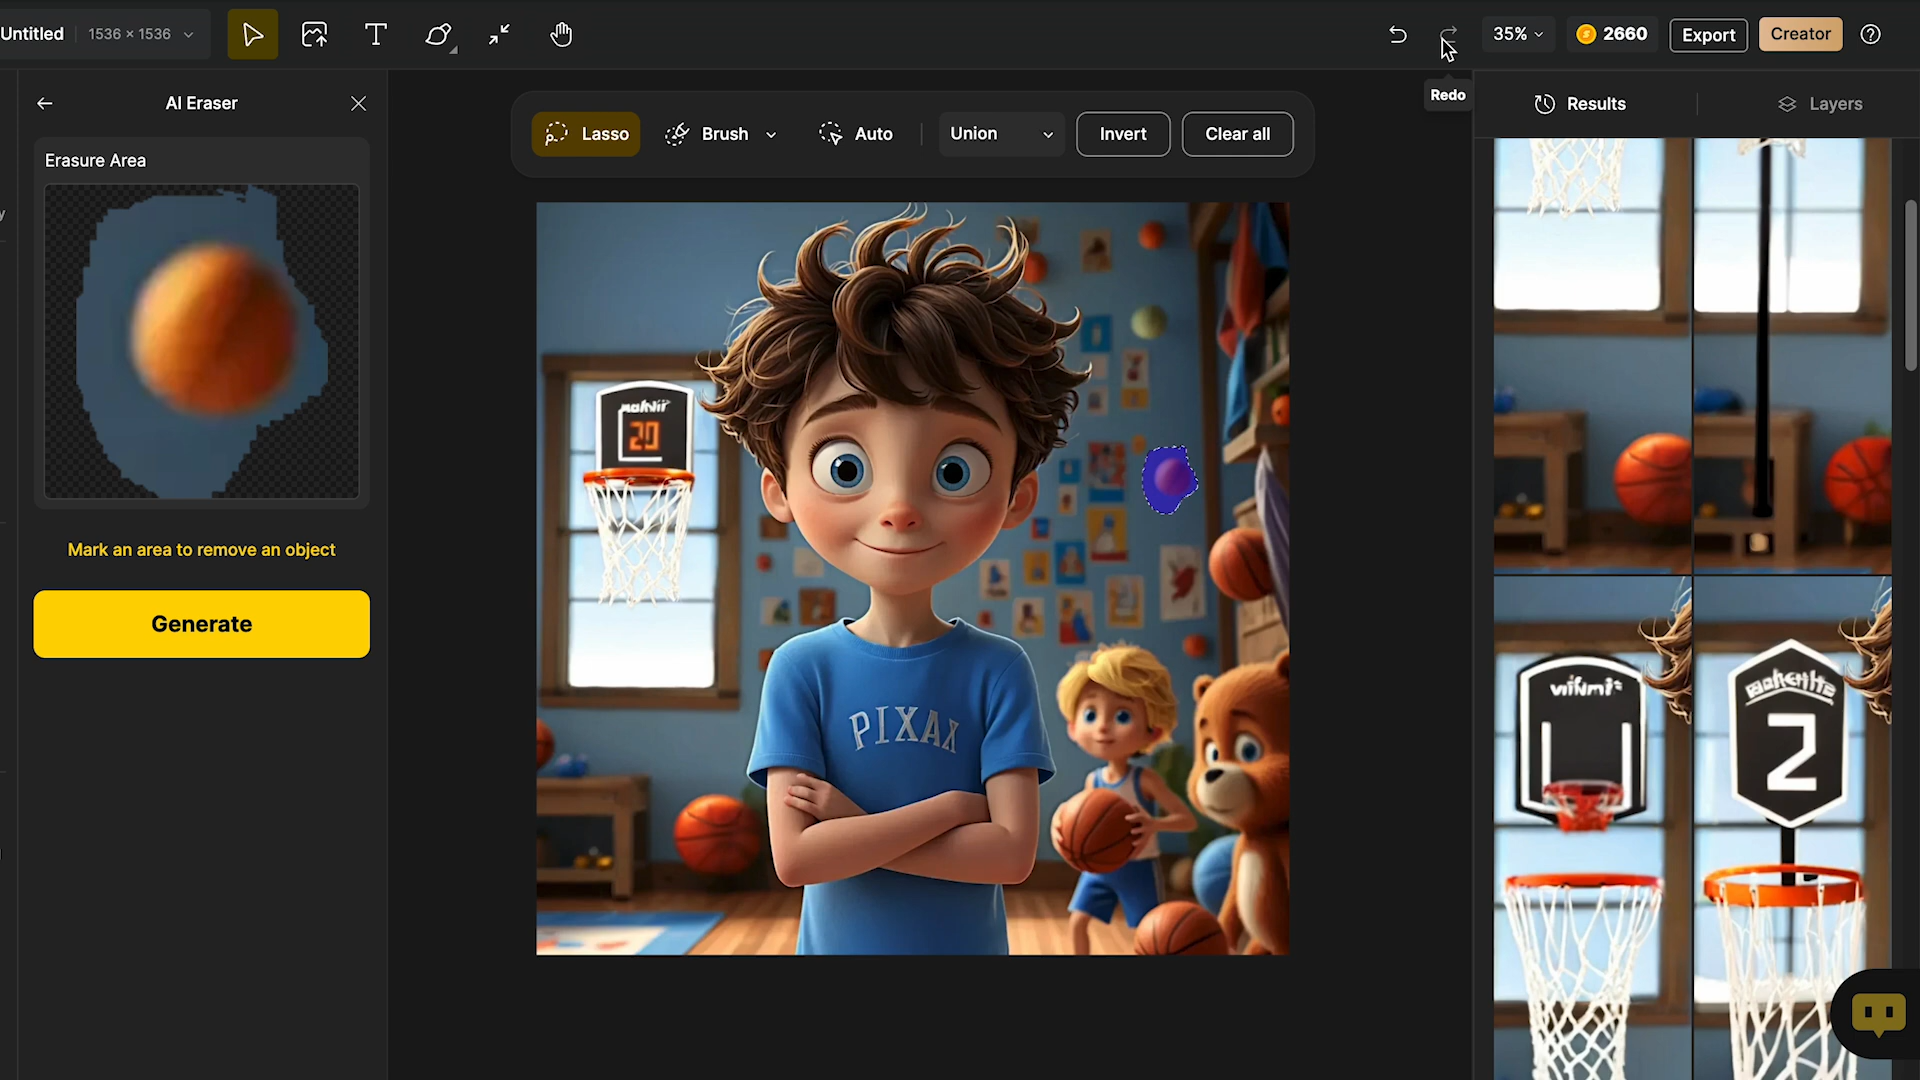 Untitled
1536 × 1536
35%
2660
Export
Creator
Redo
AI Eraser
Erasure Area
Mark an area to remove an object
Generate
Lasso
Brush
Auto
Union
Invert
Clear all
Results
Layers
20
PIXAX
2